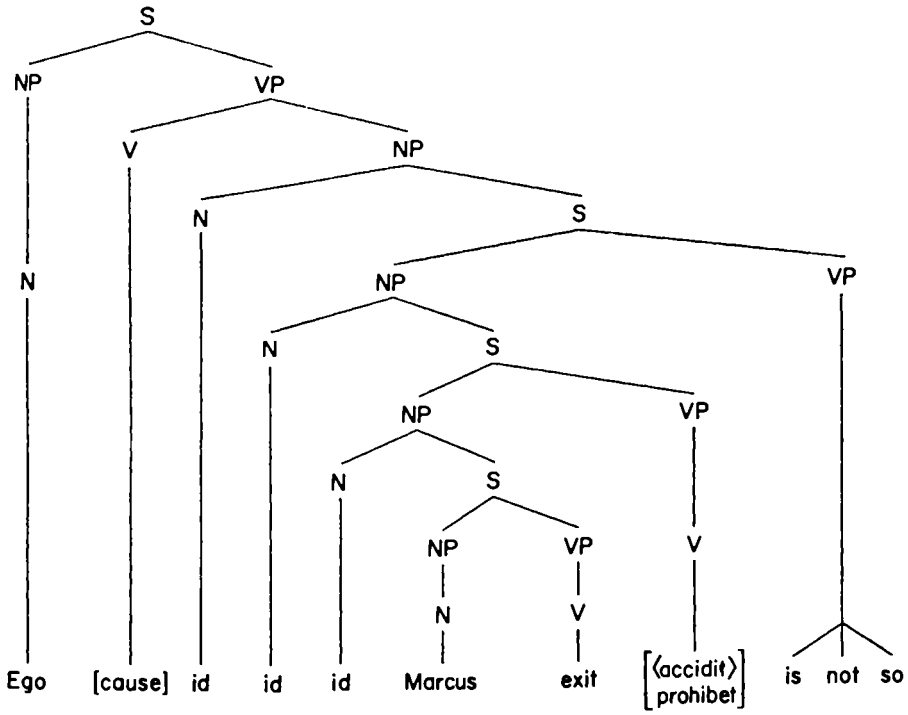 S
NP VP
V NP
N S
N NP VP
N S
NP VP
N S
NP VP V
N V
Ego [cause] id id id Marcus exit [⟨accidit⟩ is not so
prohibet]